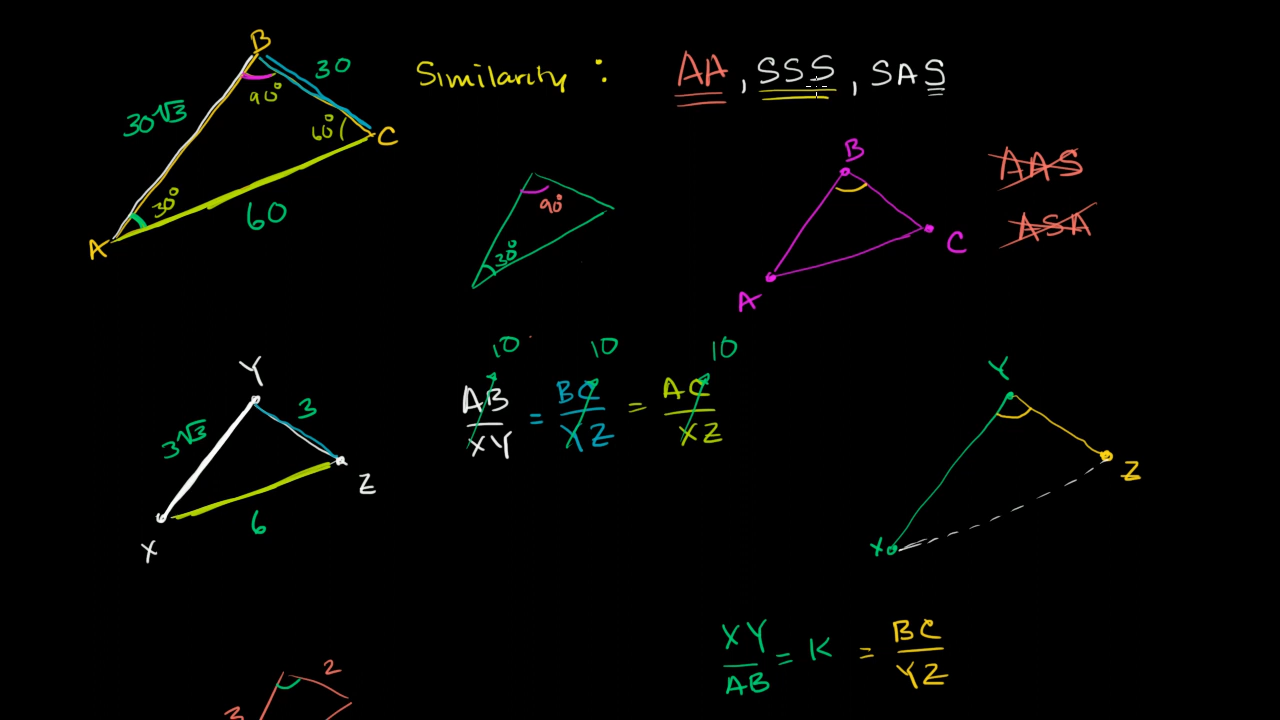 Similarity : AA , SSS , SAS
AAS
ASA
B
30
30√3
90°
60°
C
30°
60
A
90°
30°
B
C
A
Y
3
3√3
Z
6
X
10 10 10
AB/XY = BC/XZ = AC/XZ
Y
Z
X
XY/AB = K = BC/YZ
2
3